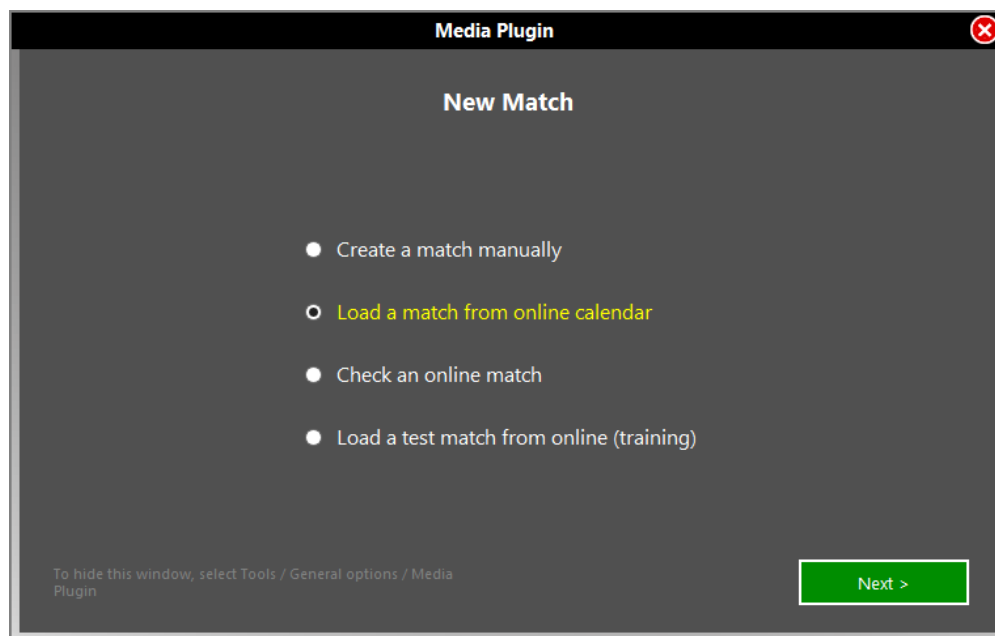 Media Plugin
New Match
Create a match manually
Load a match from online calendar
Check an online match
Load a test match from online (training)
To hide this window, select Tools / General options / Media
Plugin
Next >